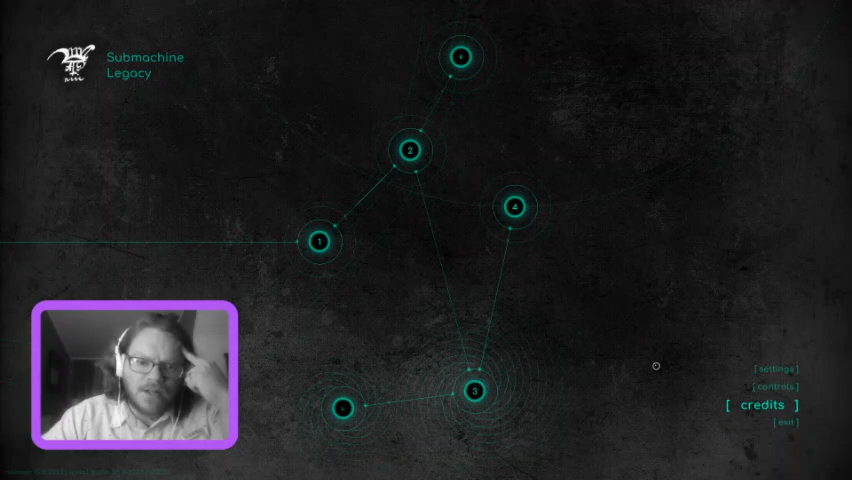 Submachine
Legacy
2
4
1
3
[ settings ]
[ controls ]
[ credits ]
[ exit ]